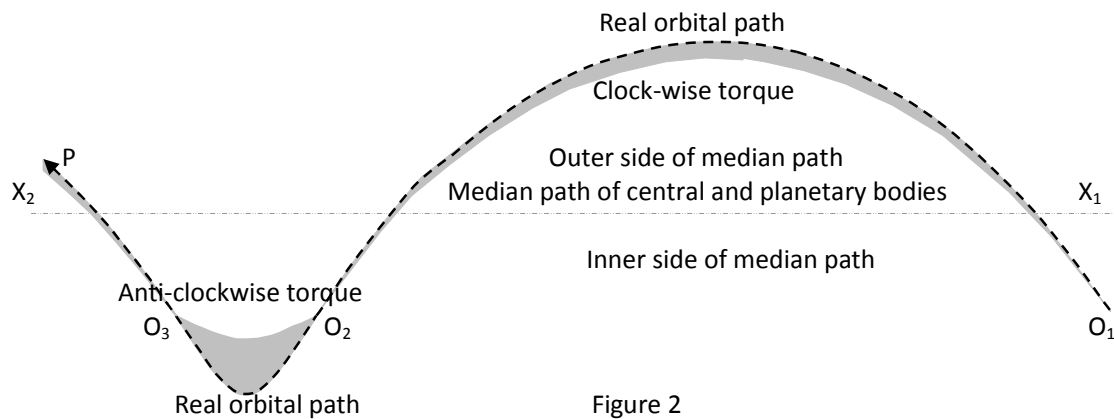 Real orbital path
Clock-wise torque
P
Outer side of median path
X₂
Median path of central and planetary bodies
X₁
Inner side of median path
Anti-clockwise torque
O₃
O₂
O₁
Real orbital path
Figure 2